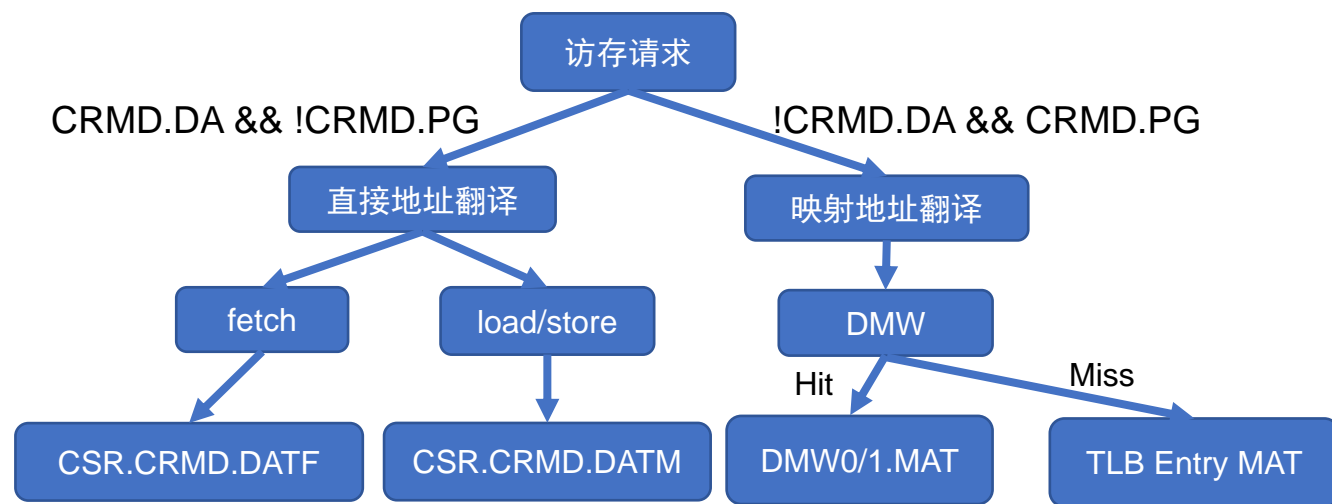 访存请求
CRMD.DA && !CRMD.PG
!CRMD.DA && CRMD.PG
直接地址翻译
映射地址翻译
fetch
load/store
DMW
Hit
Miss
CSR.CRMD.DATF
CSR.CRMD.DATM
DMW0/1.MAT
TLB Entry MAT